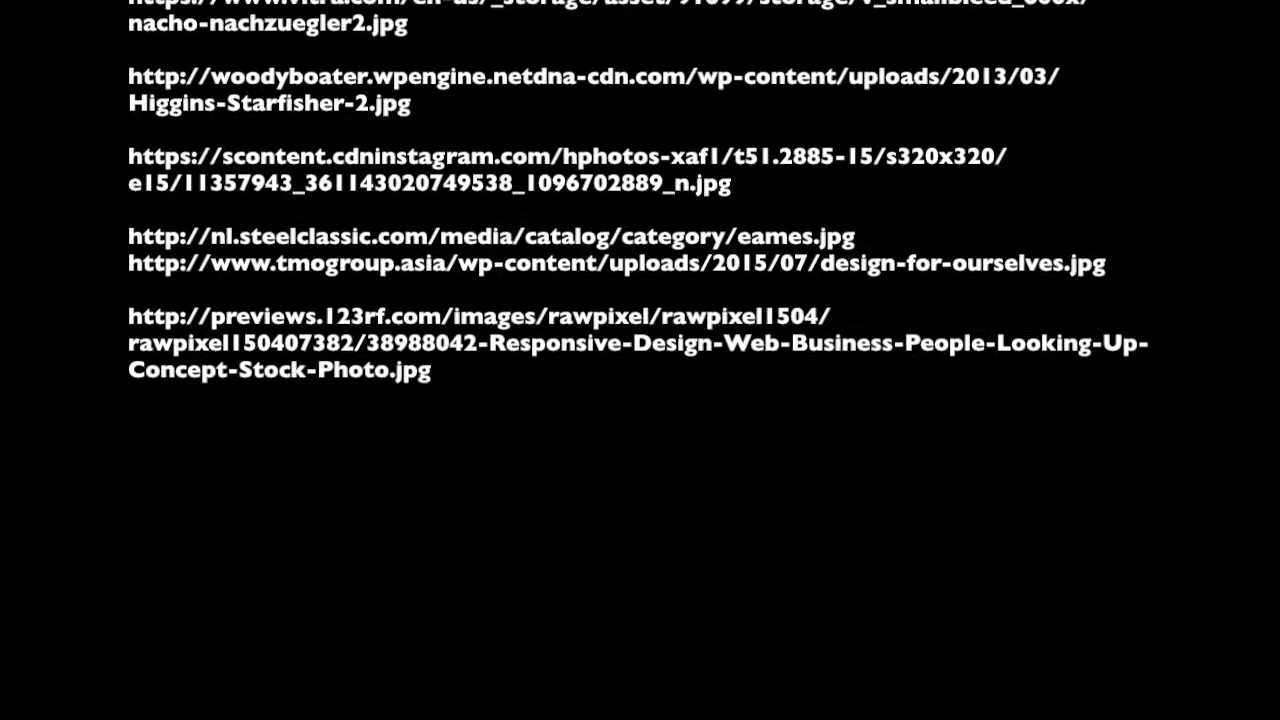 nacho-nachzuegler2.jpg
http://woodyboater.wpengine.netdna-cdn.com/wp-content/uploads/2013/03/
Higgins-Starfisher-2.jpg
https://scontent.cdninstagram.com/hphotos-xaf1/t51.2885-15/s320x320/
e15/11357943_361143020749538_1096702889_n.jpg
http://nl.steelclassic.com/media/catalog/category/eames.jpg
http://www.tmogroup.asia/wp-content/uploads/2015/07/design-for-ourselves.jpg
http://previews.123rf.com/images/rawpixel/rawpixel1504/
rawpixel150407382/38988042-Responsive-Design-Web-Business-People-Looking-Up-
Concept-Stock-Photo.jpg